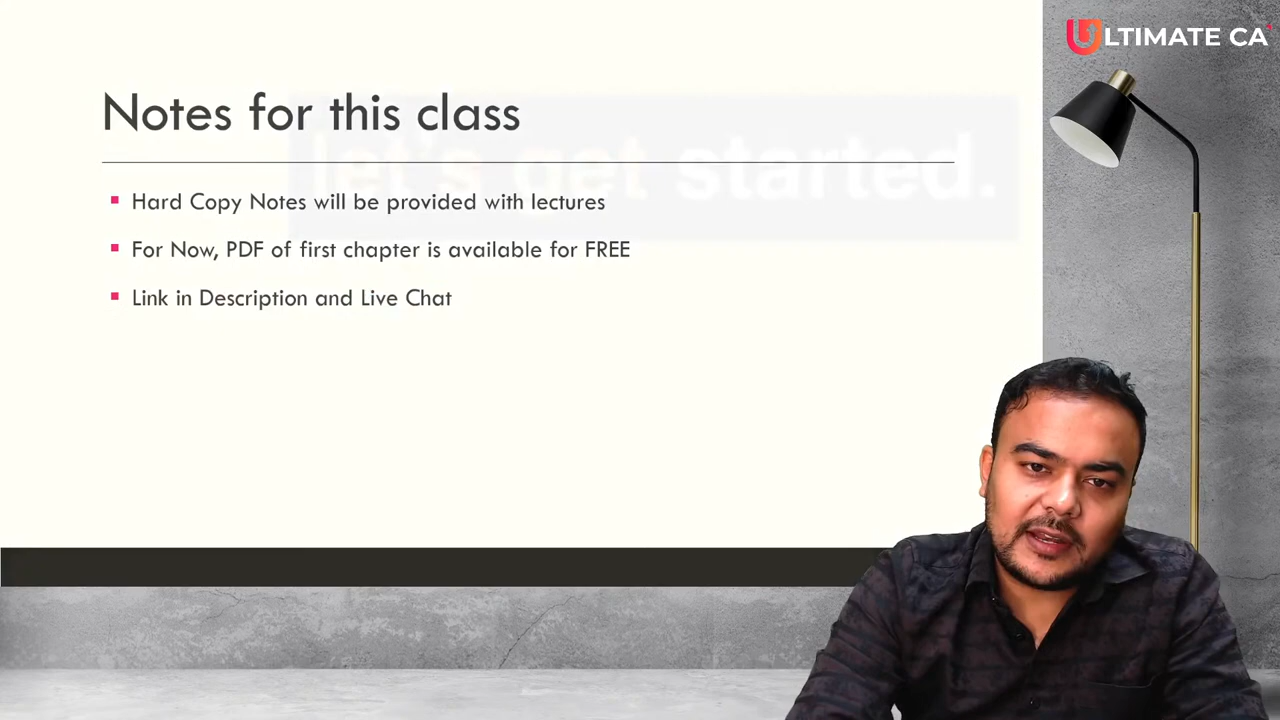 ULTIMATE CA
Notes for this class
let's get started.
Hard Copy Notes will be provided with lectures
For Now, PDF of first chapter is available for FREE
Link in Description and Live Chat